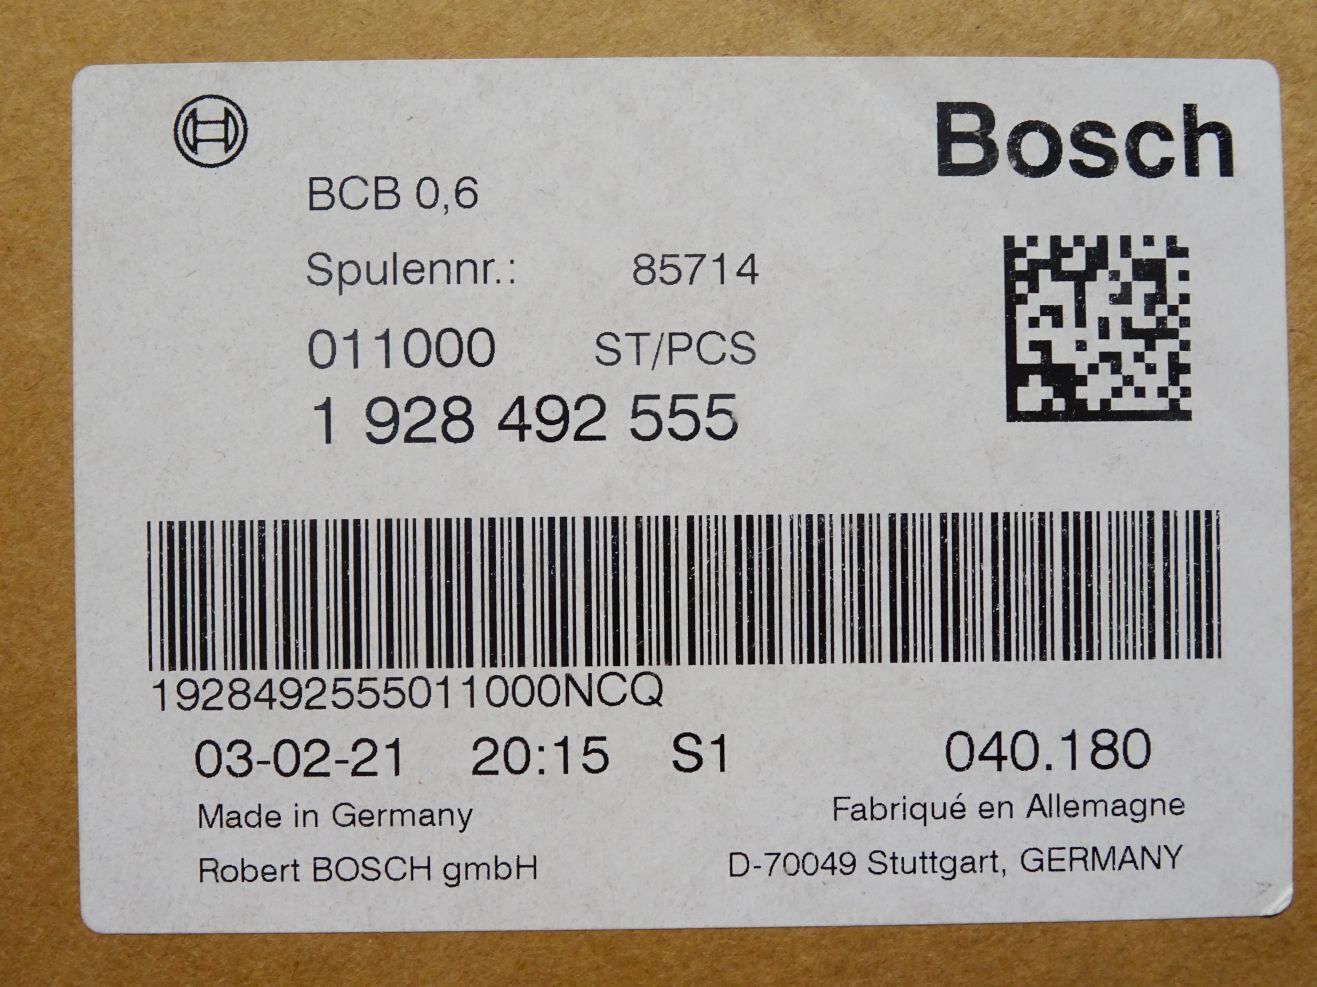 Bosch
BCB 0,6
Spulennr.: 85714
011000 ST/PCS
1 928 492 555
1928492555011000NCQ
03-02-21 20:15 S1 040.180
Made in Germany Fabriqué en Allemagne
Robert BOSCH gmbH D-70049 Stuttgart, GERMANY